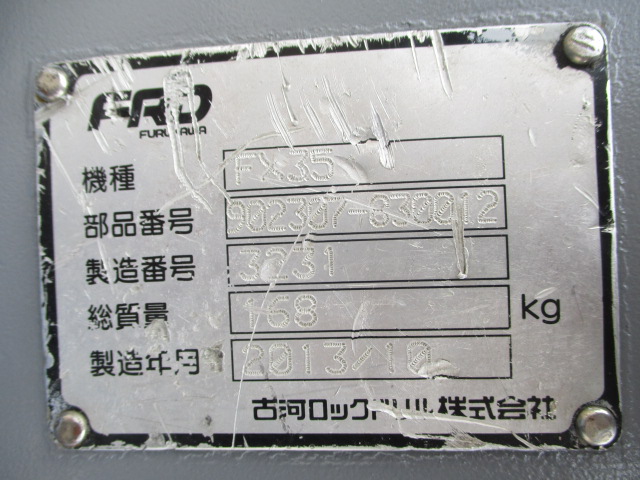 FRD
FURUKAWA
機種 FX35
部品番号 902307-830012
製造番号 3231
総質量 168 kg
製造年月 2013/10
古河ロックドリル株式会社